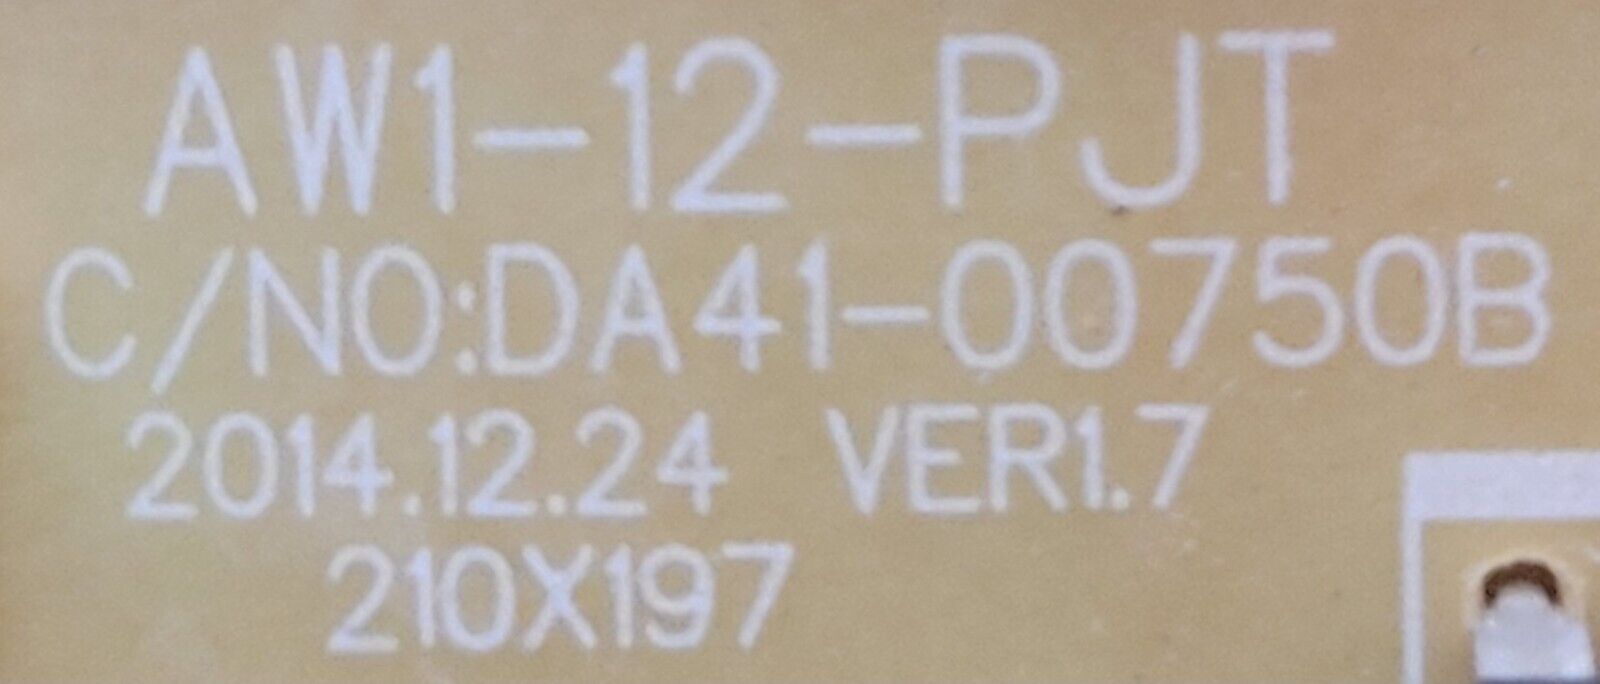 AW1-12-PJT
C/NO:DA41-00750B
2014.12.24 VER1.7
210X197